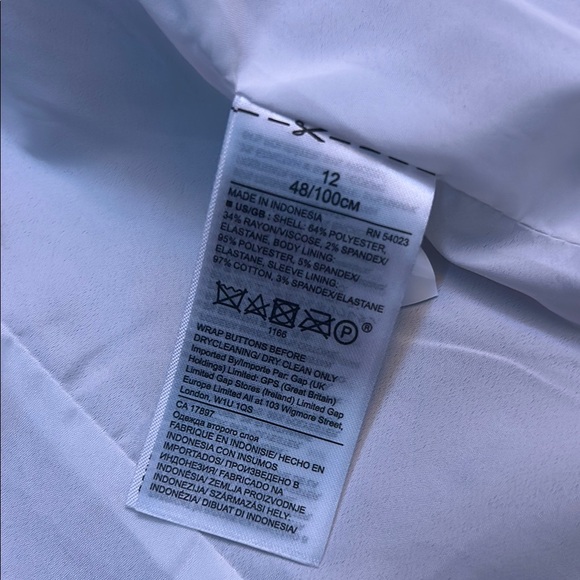 12
48/100см
MADE IN INDONESIA RN 54023
■ US/GB : SHELL: 64% POLYESTER,
34% RAYON/VISCOSE, 2% SPANDEX/
ELASTANE, BODY LINING:
95% POLYESTER, 5% SPANDEX/
ELASTANE, SLEEVE LINING:
97% COTTON, 3% SPANDEX/ELASTANE
P ®
1166
WRAP BUTTONS BEFORE
DRYCLEANING/ DRY CLEAN ONLY
Imported By/Importe Par: Gap (UK
Holdings) Limited: GPS (Great Britain)
Limited Gap Stores (Ireland) Limited Gap
Europe Limited All at 103 Wigmore Street,
London, W1U 1QS
CA 17897
Одежда второго слоя
FABRIQUE EN INDONISIE/ HECHO EN
INDONESIA CON INSUMOS
IMPORTADOS/ ПРОИЗВЕДЕНО В
ИНДОНЕЗИЯ/ FABRICADO NA
INDONÉSIA/ ZEMLJA PROIZVODNJE
INDONEZIJA/ SZÁRMAZÁSI HELY:
INDONÉZIA/ DIBUAT DI INDONESIA/